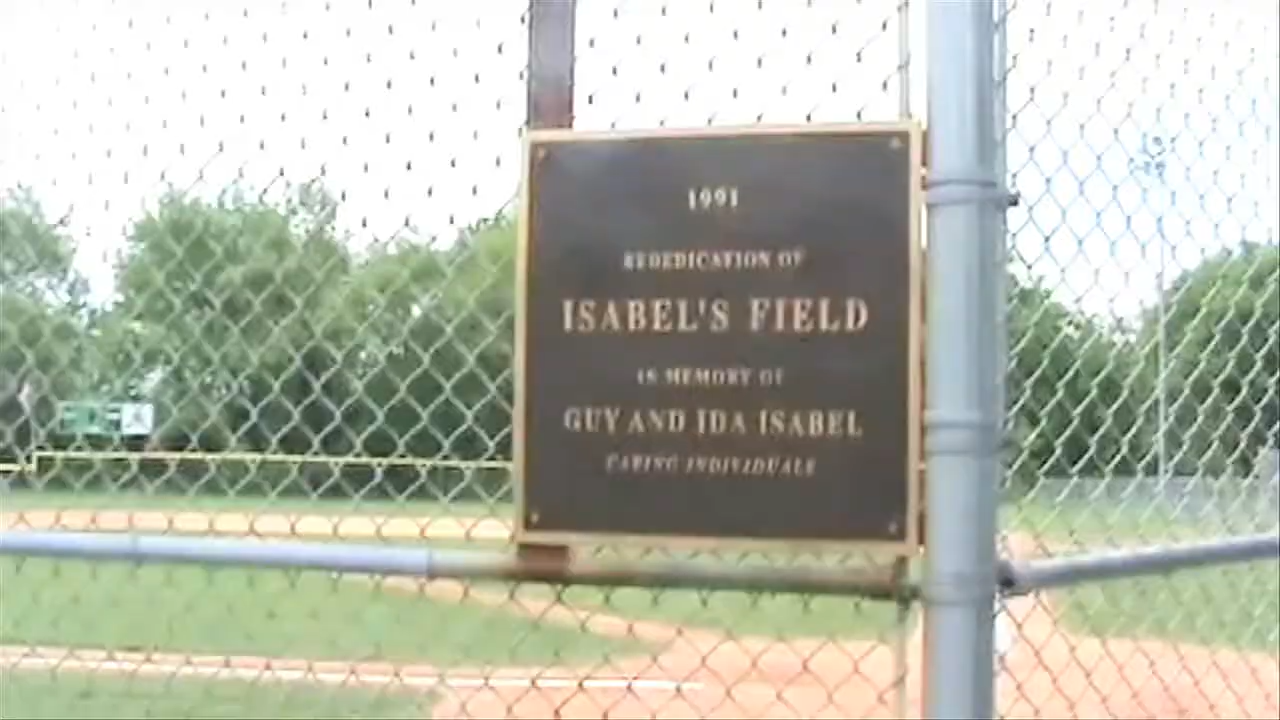 1991
REDEDICATION OF
ISABEL'S FIELD
IN MEMORY OF
GUY AND IDA ISABEL
CARING INDIVIDUALS